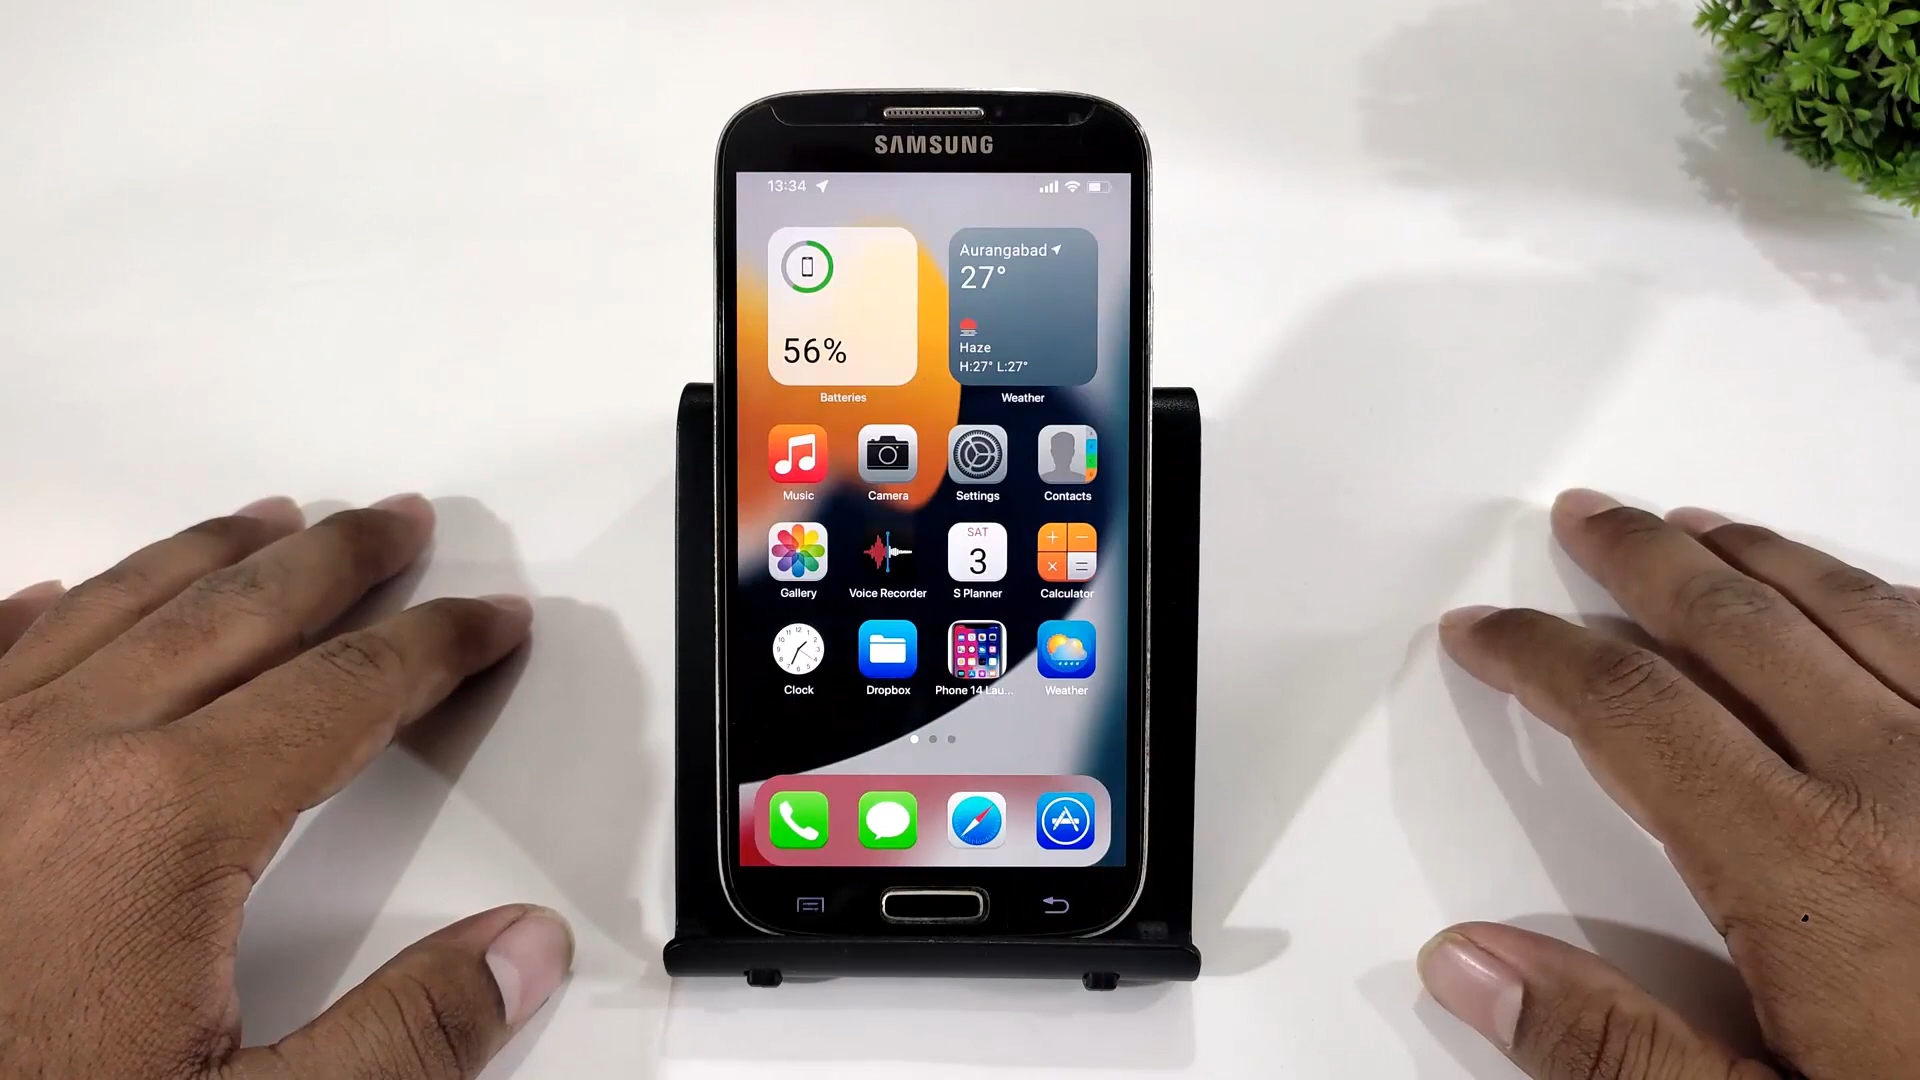 SAMSUNG
13:34
Aurangabad
27°
56%
Haze
H:27° L:27°
Batteries
Weather
Music
Camera
Settings
Contacts
SAT
3
Gallery
Voice Recorder
S Planner
Calculator
Clock
Dropbox
Phone 14 Lau...
Weather